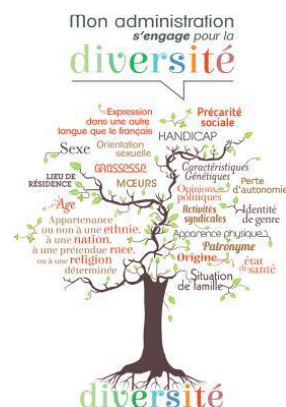 Mon administration
s'engage pour la
diversité
Expression
dans une autre
langue que le français
Précarité
sociale
HANDICAP
Sexe
Orientation
sexuelle
GROSSESSE
Caractéristiques
Génétiques
LIEU DE
RÉSIDENCE
MŒURS
Opinions
politiques
Perte
d'autonomie
Âge
Activités
syndicales
Identité
de genre
Appartenance
ou non à une ethnie,
à une nation,
à une prétendue race,
ou à une religion
déterminée
Apparence physique
Patronyme
Origine
état
de santé
Situation
de famille
diversité